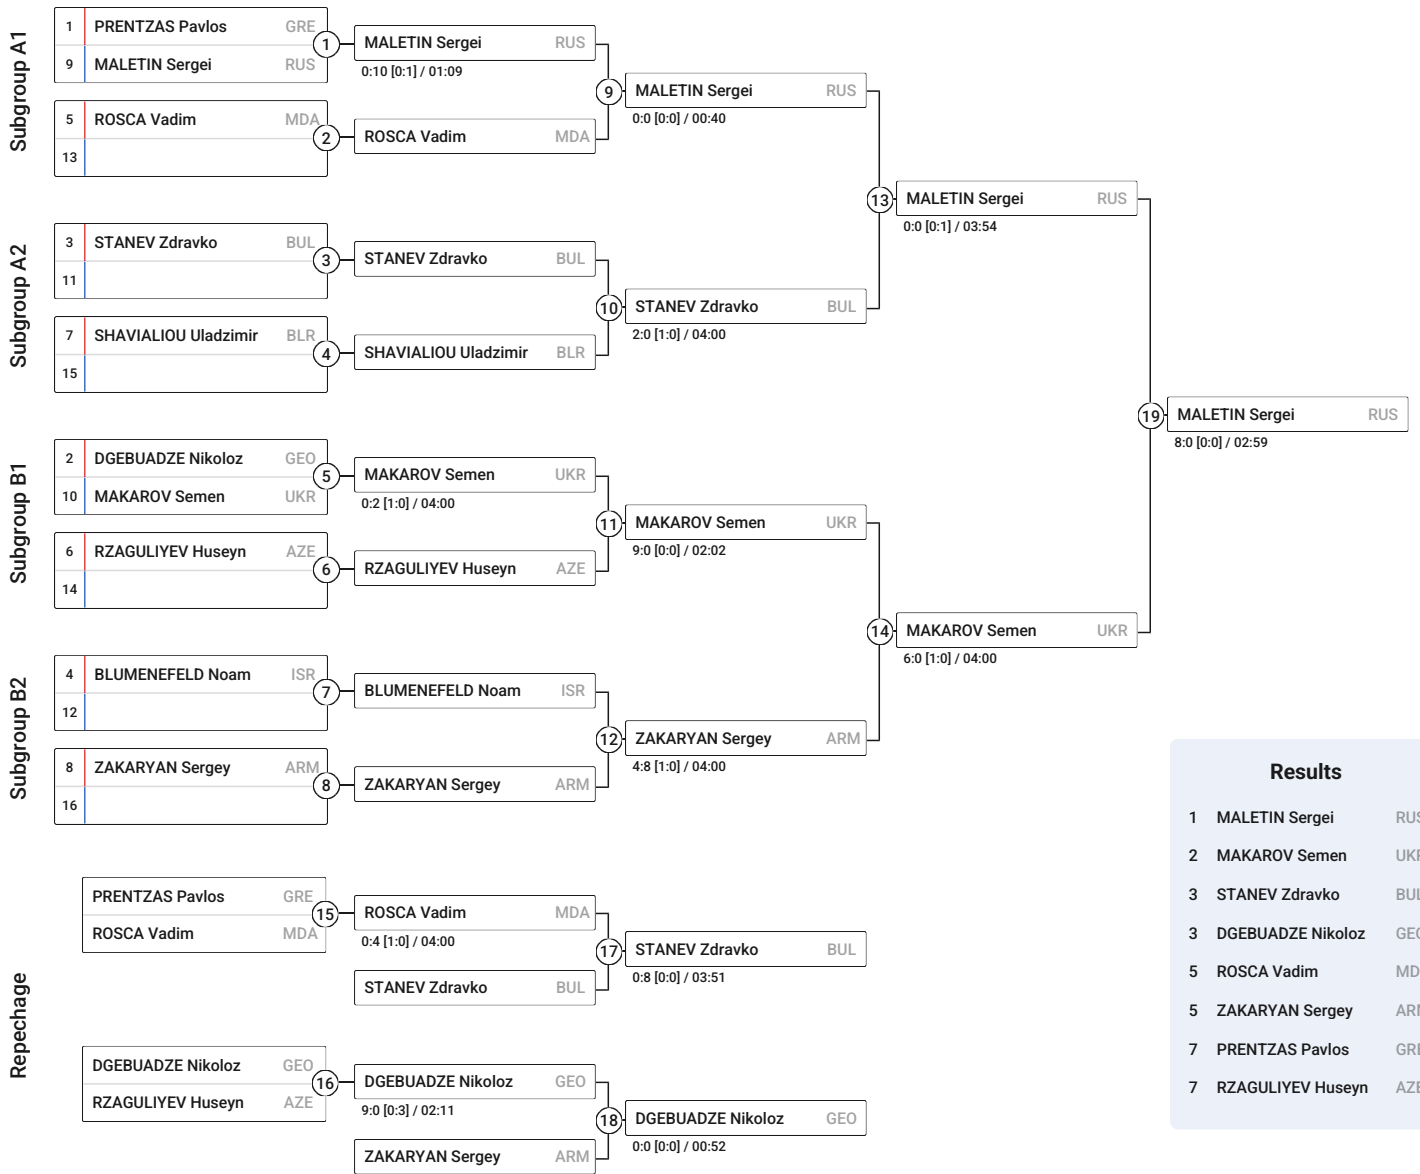 Subgroup A1
1 PRENTZAS Pavlos GRE
9 MALETIN Sergei RUS
1
MALETIN Sergei RUS
0:10 [0:1] / 01:09
5 ROSCA Vadim MDA
13
2
ROSCA Vadim MDA
9
MALETIN Sergei RUS
0:0 [0:0] / 00:40
Subgroup A2
3 STANEV Zdravko BUL
11
3
STANEV Zdravko BUL
7 SHAVIALIOU Uladzimir BLR
15
4
SHAVIALIOU Uladzimir BLR
10
STANEV Zdravko BUL
2:0 [1:0] / 04:00
13
MALETIN Sergei RUS
0:0 [0:1] / 03:54
Subgroup B1
2 DGEBUADZE Nikoloz GEO
10 MAKAROV Semen UKR
5
MAKAROV Semen UKR
0:2 [1:0] / 04:00
6 RZAGULIYEV Huseyn AZE
14
6
RZAGULIYEV Huseyn AZE
11
MAKAROV Semen UKR
9:0 [0:0] / 02:02
Subgroup B2
4 BLUMENEFELD Noam ISR
12
7
BLUMENEFELD Noam ISR
8 ZAKARYAN Sergey ARM
16
8
ZAKARYAN Sergey ARM
12
ZAKARYAN Sergey ARM
4:8 [1:0] / 04:00
14
MAKAROV Semen UKR
6:0 [1:0] / 04:00
19
MALETIN Sergei RUS
8:0 [0:0] / 02:59
Repechage
PRENTZAS Pavlos GRE
ROSCA Vadim MDA
15
ROSCA Vadim MDA
0:4 [1:0] / 04:00
STANEV Zdravko BUL
17
STANEV Zdravko BUL
0:8 [0:0] / 03:51
DGEBUADZE Nikoloz GEO
RZAGULIYEV Huseyn AZE
16
DGEBUADZE Nikoloz GEO
9:0 [0:3] / 02:11
ZAKARYAN Sergey ARM
18
DGEBUADZE Nikoloz GEO
0:0 [0:0] / 00:52
Results
1 MALETIN Sergei RUS
2 MAKAROV Semen UKR
3 STANEV Zdravko BUL
3 DGEBUADZE Nikoloz GEO
5 ROSCA Vadim MD
5 ZAKARYAN Sergey ARM
7 PRENTZAS Pavlos GRE
7 RZAGULIYEV Huseyn AZE